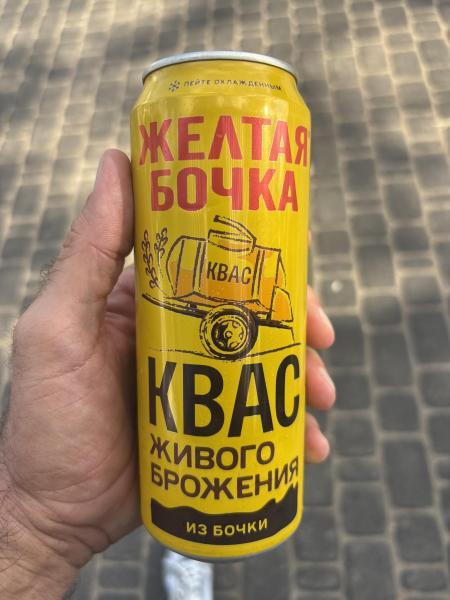 ПЕЙТЕ ОХЛАЖДЕННЫМ
ЖЕЛТАЯ
БОЧКА
КВАС
КВАС
ЖИВОГО
БРОЖЕНИЯ
ИЗ БОЧКИ